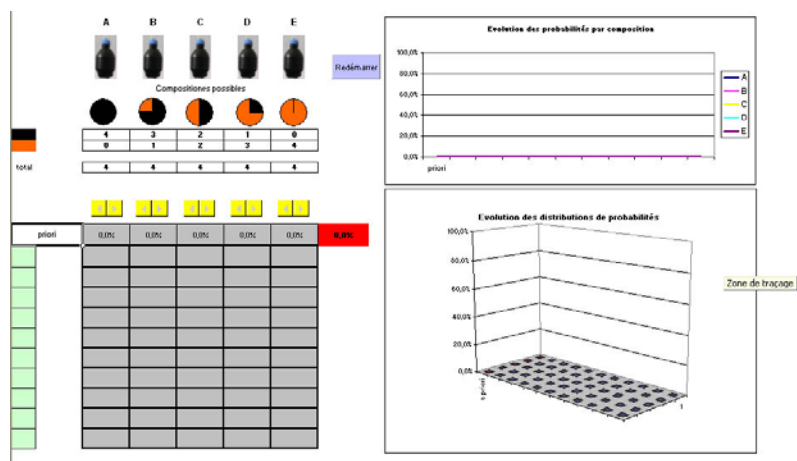 A B C D E
Redémarrer
Compositiones possibles
4 3 2 1 0
0 1 2 3 4
total 4 4 4 4 4
priori 0,0% 0,0% 0,0% 0,0% 0,0% 0,0%
Evolution des probabilités par composition
100,0%
80,0%
60,0%
40,0%
20,0%
0,0%
priori
A
B
C
D
E
Evolution des distributions de probabilités
100,0%
80,0%
60,0%
40,0%
20,0%
0,0%
s priori
1
Zone de traçage